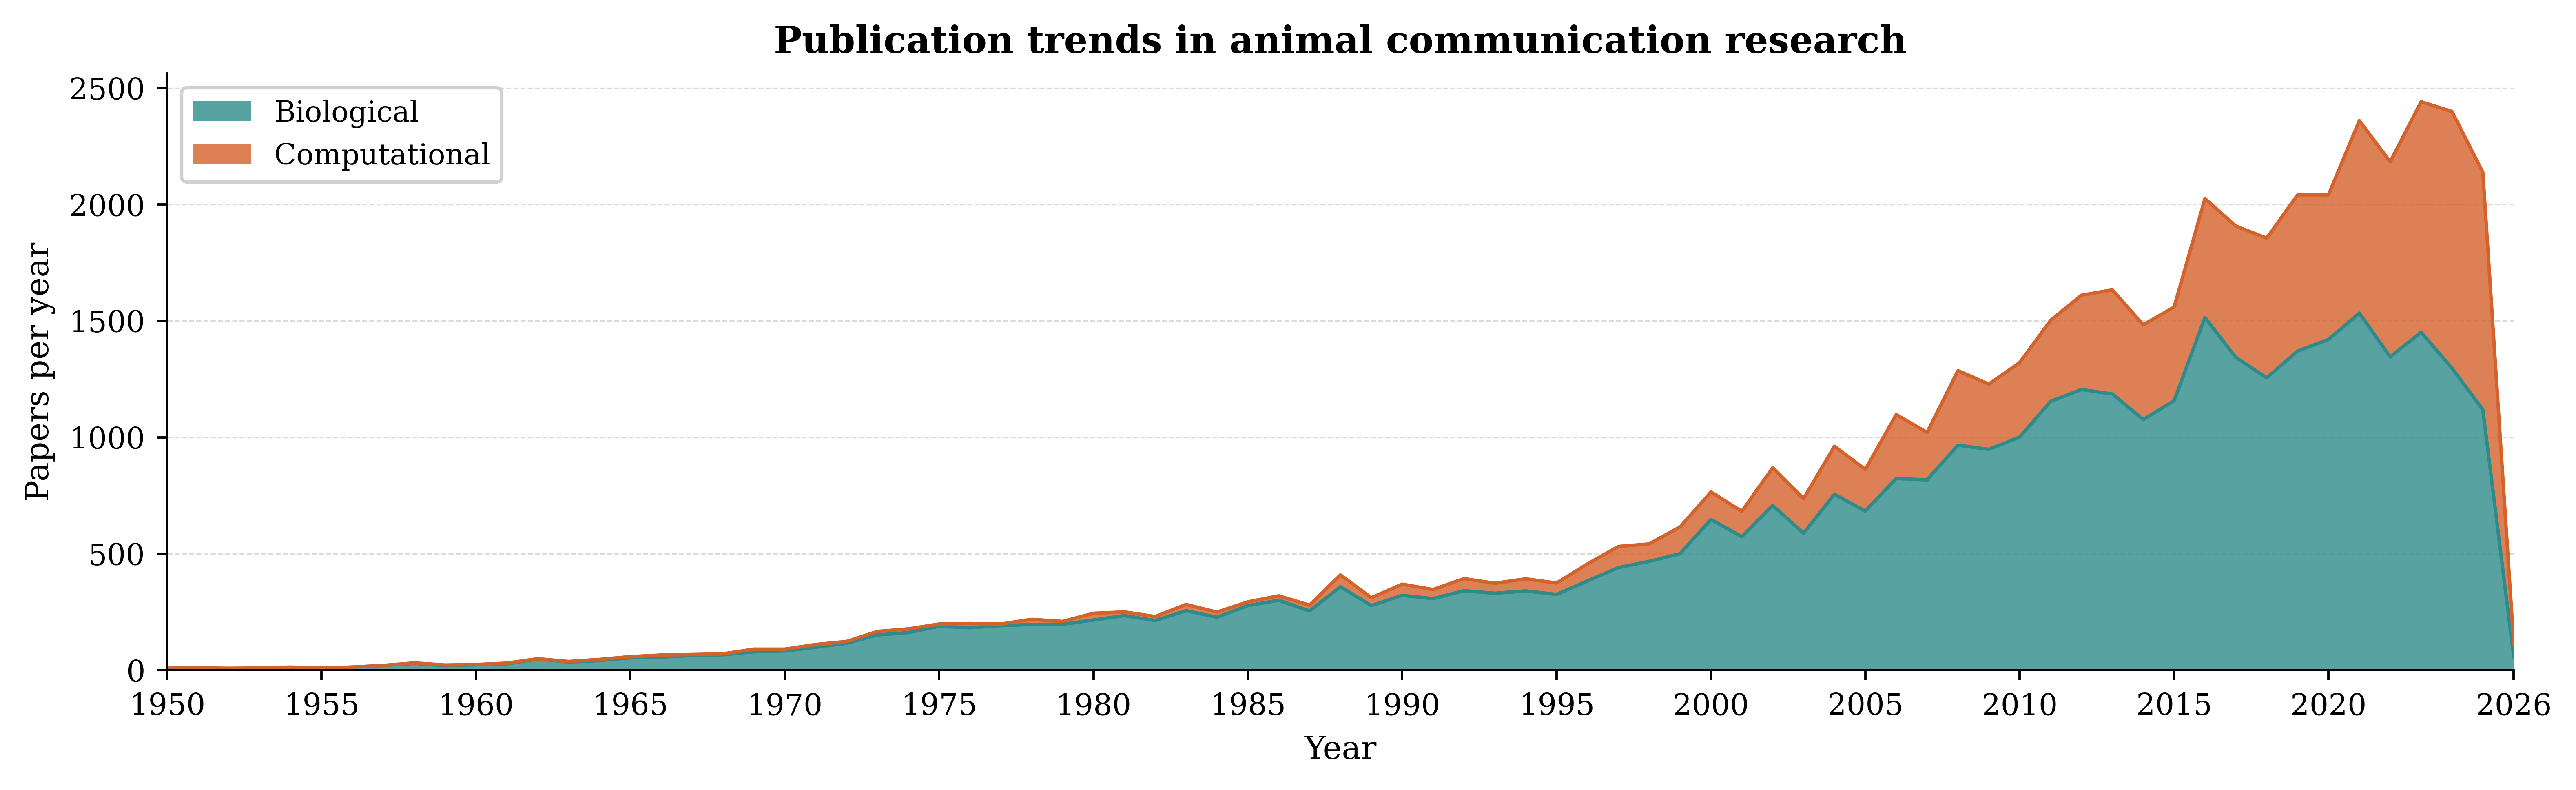 Publication trends in animal communication research
Papers per year
2500
2000
1500
1000
500
0
Biological
Computational
1950 1955 1960 1965 1970 1975 1980 1985 1990 1995 2000 2005 2010 2015 2020 2026
Year